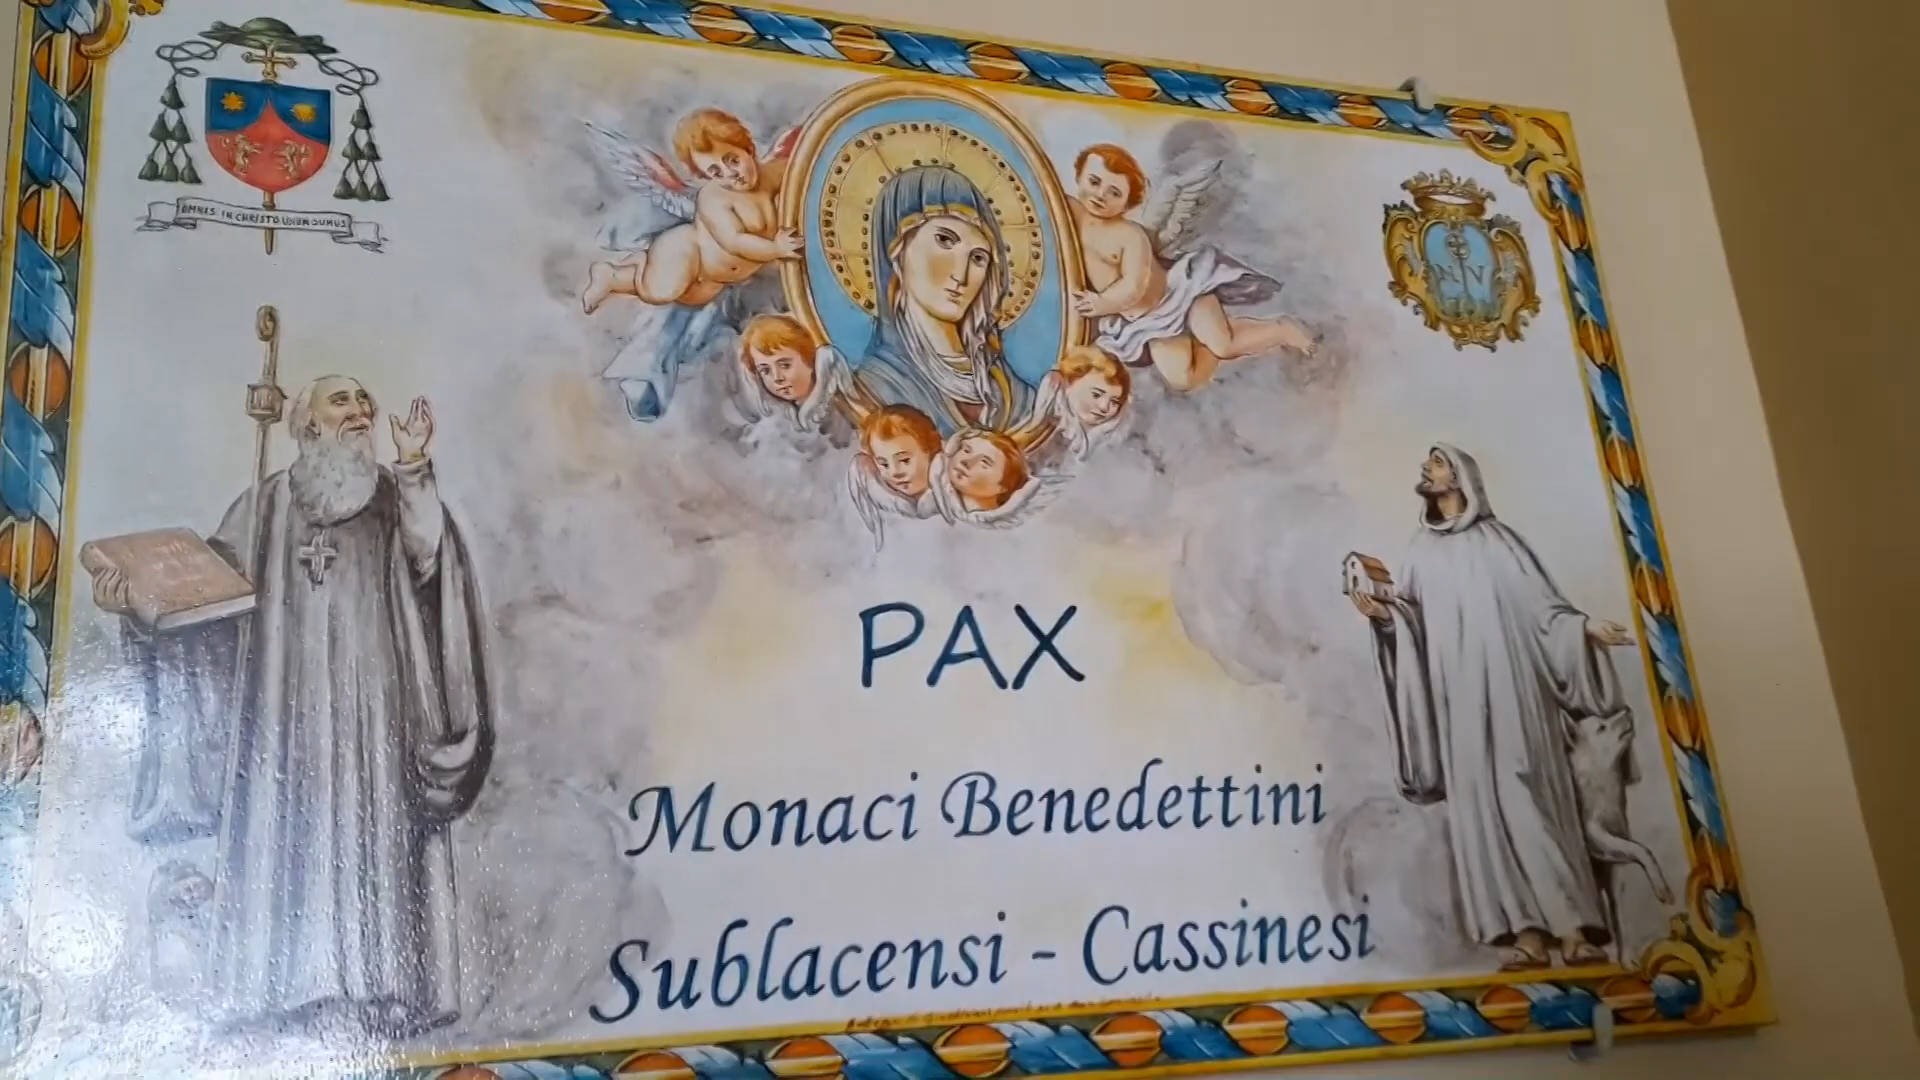 OMNES IN CHRISTO UNUM SUMUS
N V
PAX
Monaci Benedettini
Sublacensi - Cassinesi